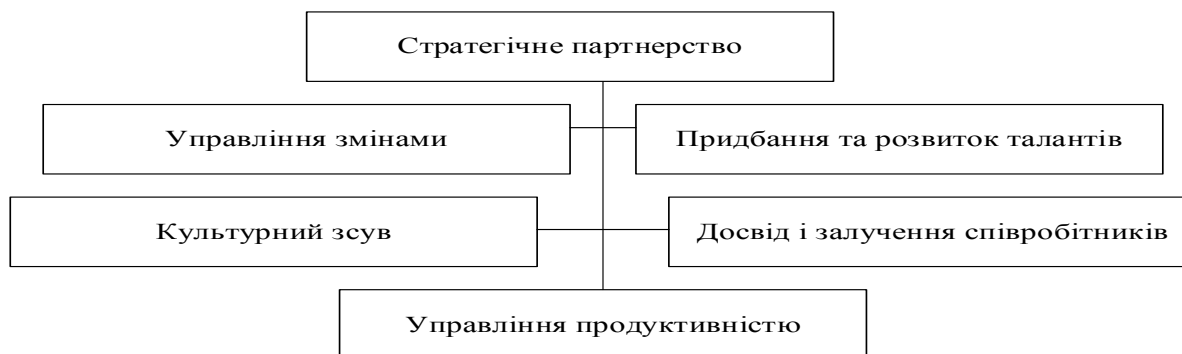 Стратегічне партнерство
Управління змінами
Придбання та розвиток талантів
Культурний зсув
Досвід і залучення співробітників
Управління продуктивністю